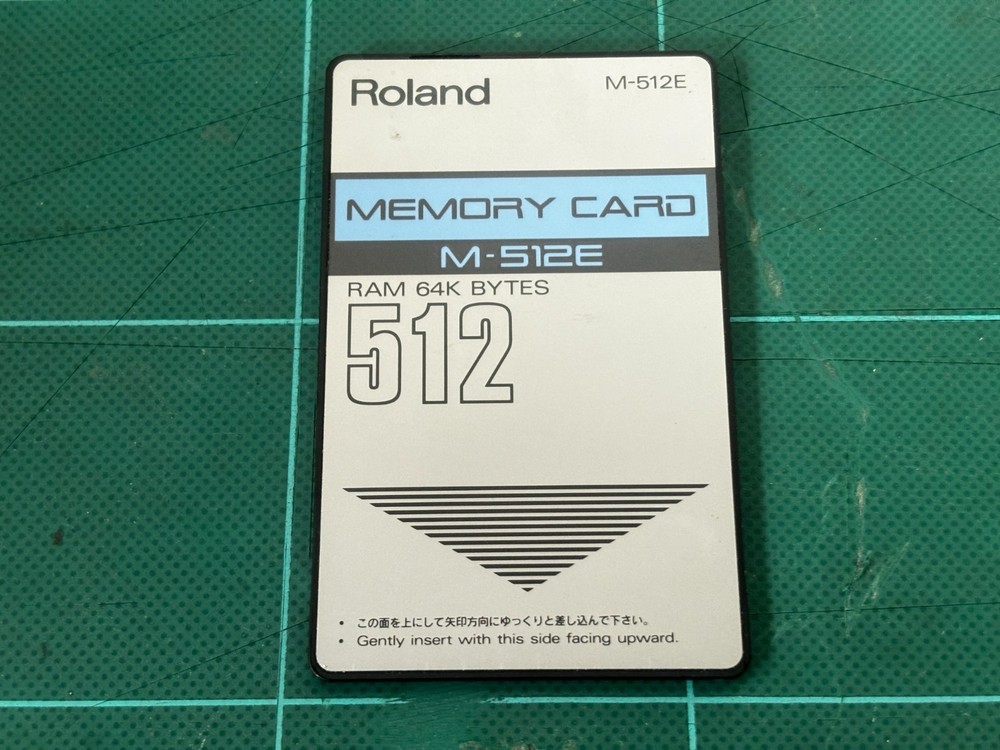 Roland M-512E
MEMORY CARD
M-512E
RAM 64K BYTES
512
• この面を上にして矢印方向にゆっくりと差し込んで下さい。
• Gently insert with this side facing upward.